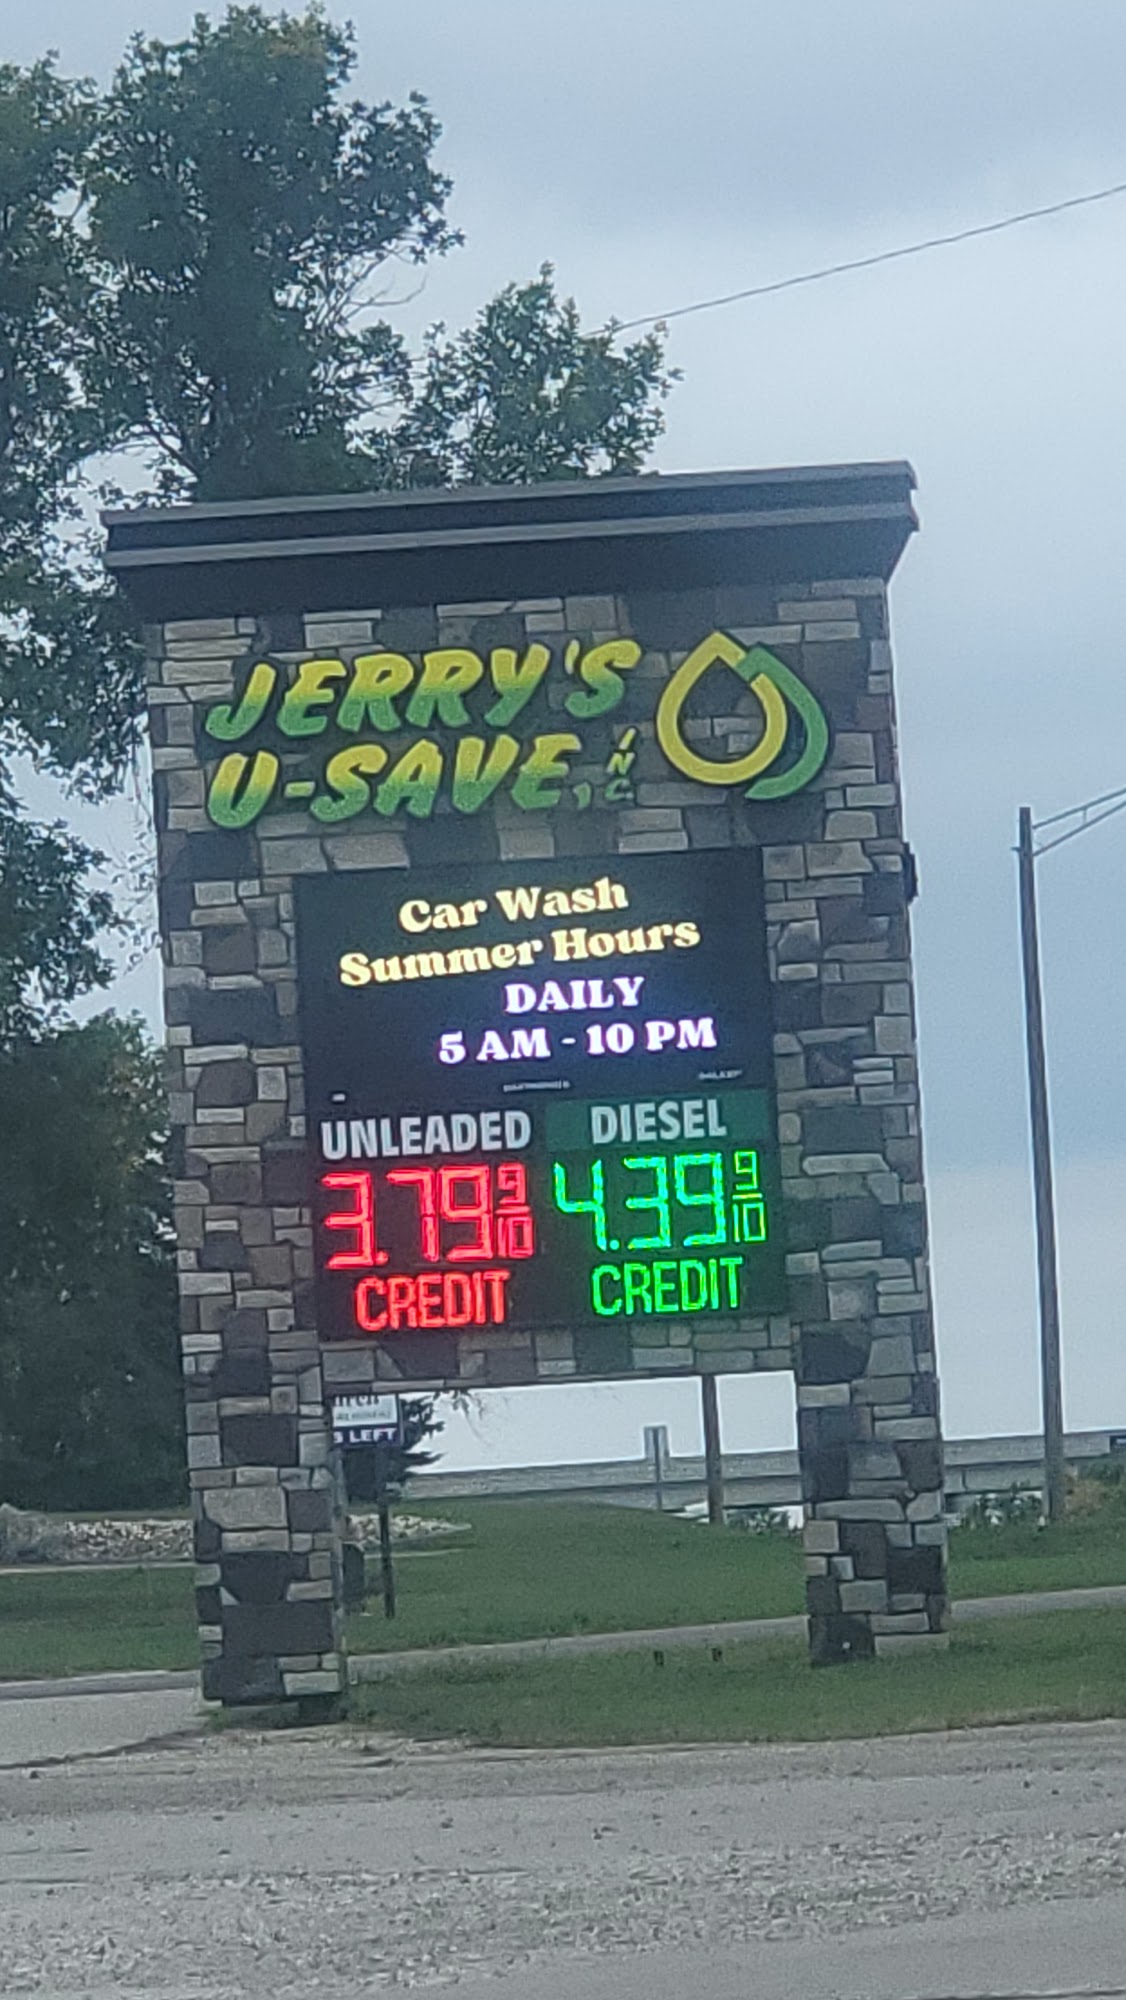 JERRY'S
U-SAVE, INC.
Car Wash
Summer Hours
DAILY
5 AM - 10 PM
UNLEADED DIESEL
3.79 9/10 4.39 9/10
CREDIT CREDIT
LEFT